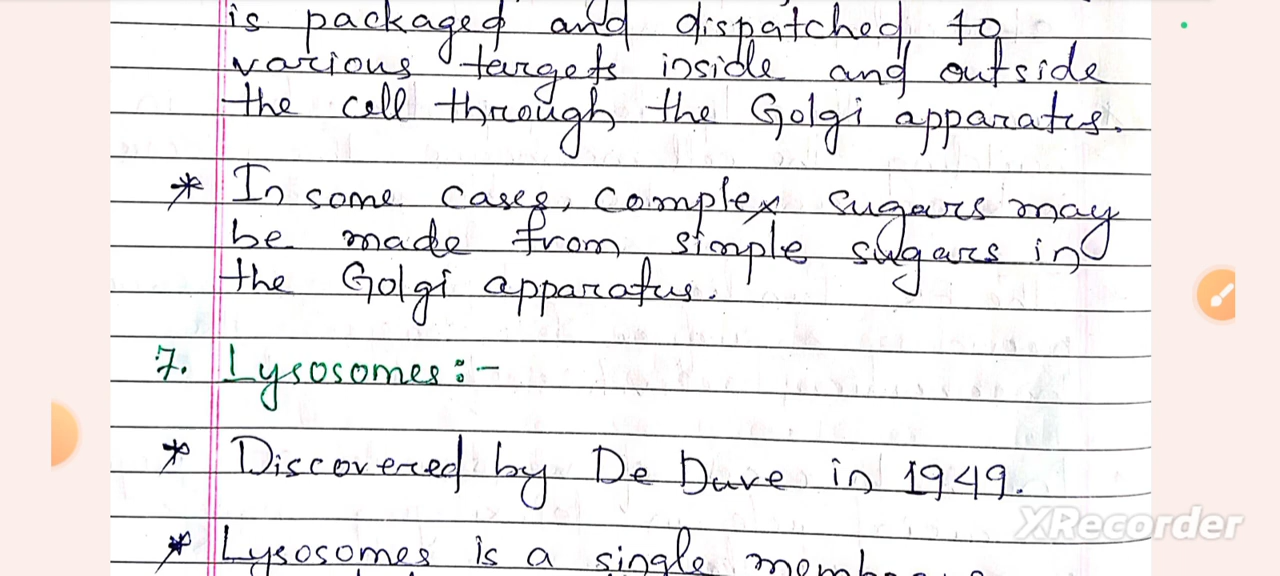 is packaged and dispatched to
various targets inside and outside
the cell through the Golgi apparatus.
* In some cases, complex sugars may
be made from simple sugars in
the Golgi apparatus.
7. Lysosomes:-
* Discovered by De Duve in 1949.
XRecorder
* Lysosomes is a single